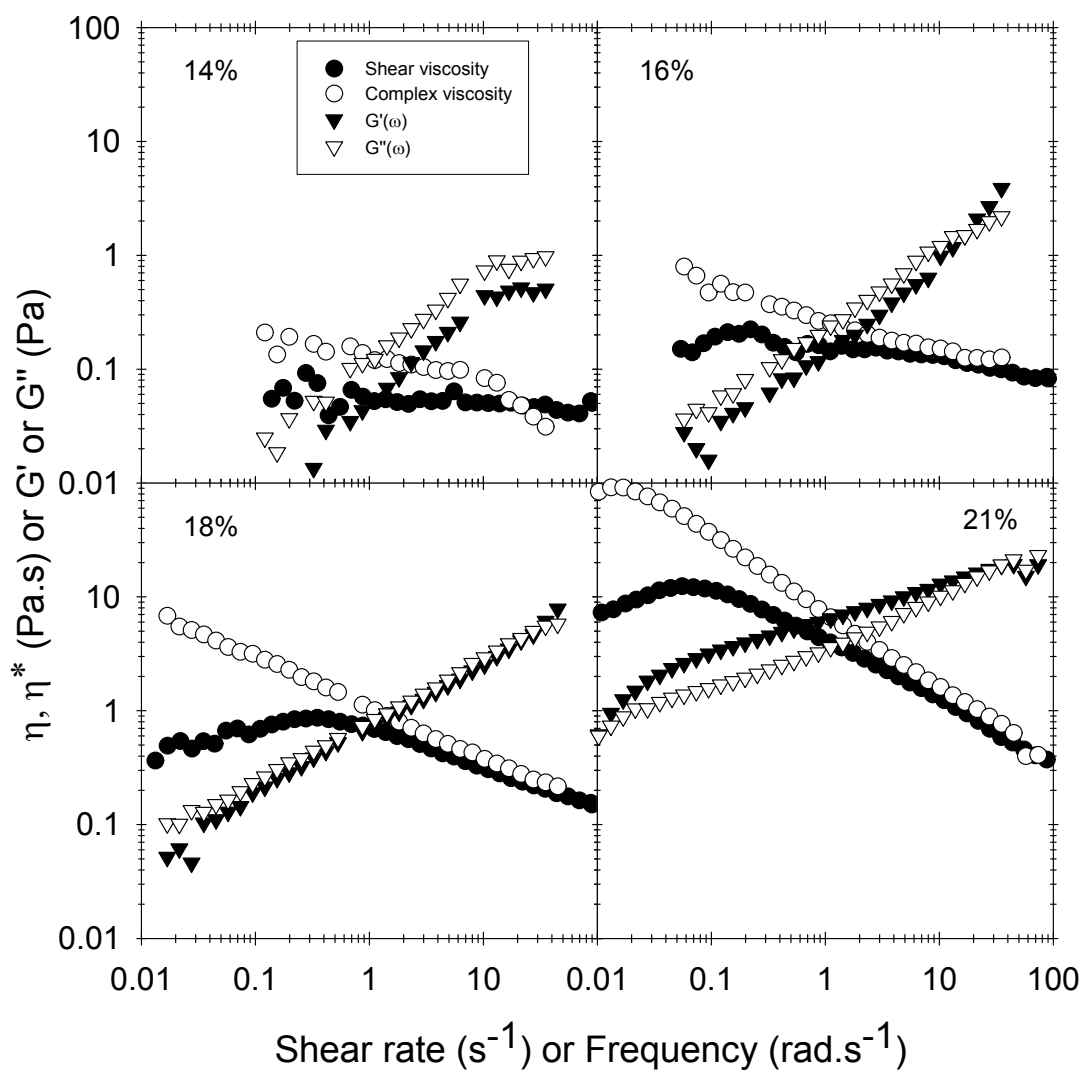 100
14%
Shear viscosity
Complex viscosity
G'(ω)
G"(ω)
16%
10
1
0.1
0.01
18%
21%
10
1
0.1
0.01
η, η* (Pa.s) or G' or G" (Pa)
0.01 0.1 1 10 0.01 0.1 1 10 100
Shear rate (s-1) or Frequency (rad.s-1)